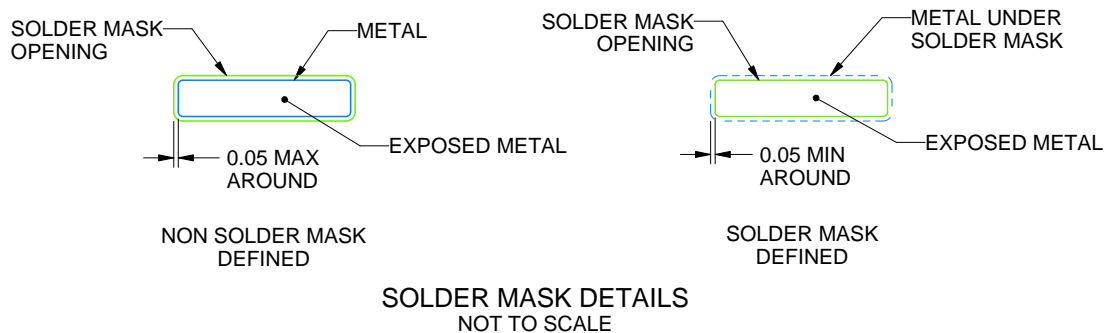 SOLDER MASK
OPENING
METAL
EXPOSED METAL
0.05 MAX
AROUND
NON SOLDER MASK
DEFINED
SOLDER MASK
OPENING
METAL UNDER
SOLDER MASK
EXPOSED METAL
0.05 MIN
AROUND
SOLDER MASK
DEFINED
SOLDER MASK DETAILS
NOT TO SCALE